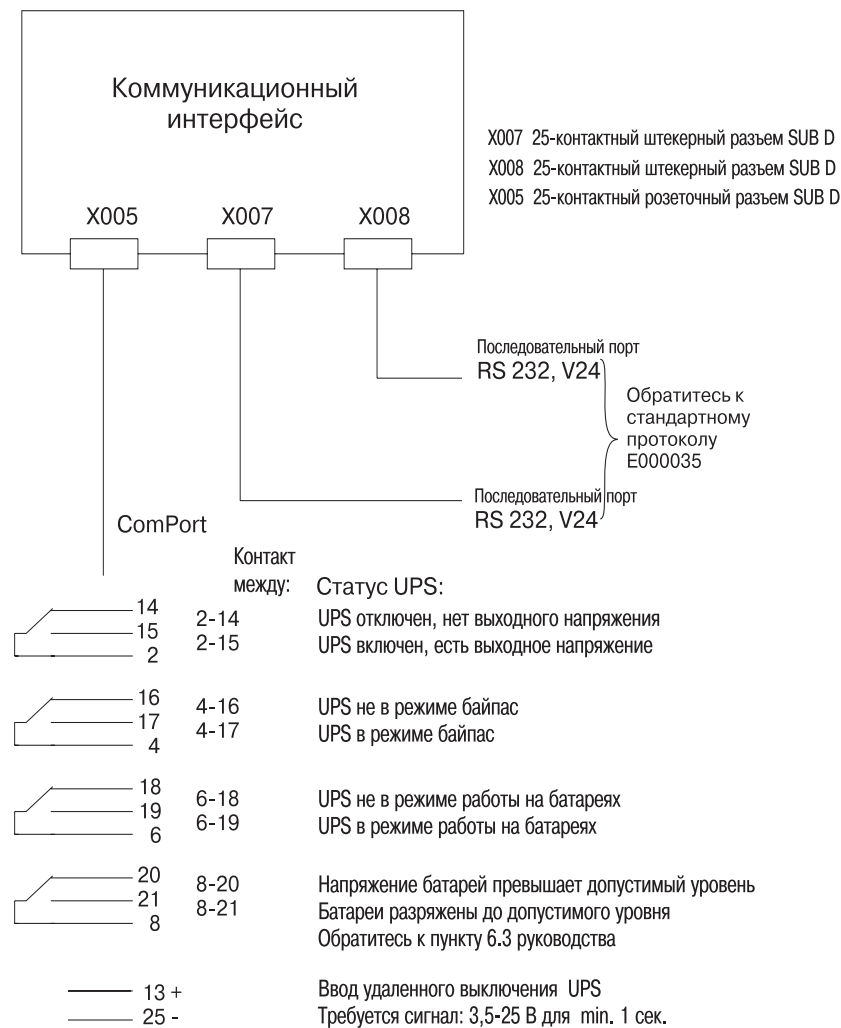 Коммуникационный
интерфейс
X005
X007
X008
X007 25-контактный штекерный разъем SUB D
X008 25-контактный штекерный разъем SUB D
X005 25-контактный розеточный разъем SUB D
Последовательный порт
RS 232, V24
Обратитесь к
стандартному
протоколу
E000035
Последовательный порт
RS 232, V24
ComPort
Контакт
между:
Статус UPS:
14
15
2
2-14
2-15
UPS отключен, нет выходного напряжения
UPS включен, есть выходное напряжение
16
17
4
4-16
4-17
UPS не в режиме байпас
UPS в режиме байпас
18
19
6
6-18
6-19
UPS не в режиме работы на батареях
UPS в режиме работы на батареях
20
21
8
8-20
8-21
Напряжение батарей превышает допустимый уровень
Батареи разряжены до допустимого уровня
Обратитесь к пункту 6.3 руководства
13 +
25 -
Ввод удаленного выключения UPS
Требуется сигнал: 3,5-25 В для min. 1 сек.